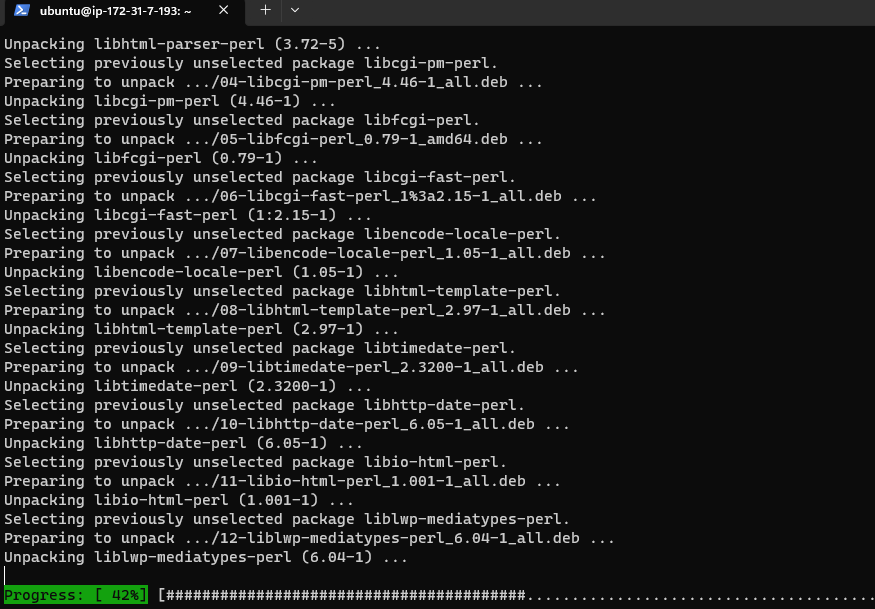 ubuntu@ip-172-31-7-193: ~
Unpacking libhtml-parser-perl (3.72-5) ...
Selecting previously unselected package libcgi-pm-perl.
Preparing to unpack .../04-libcgi-pm-perl_4.46-1_all.deb ...
Unpacking libcgi-pm-perl (4.46-1) ...
Selecting previously unselected package libfcgi-perl.
Preparing to unpack .../05-libfcgi-perl_0.79-1_amd64.deb ...
Unpacking libfcgi-perl (0.79-1) ...
Selecting previously unselected package libcgi-fast-perl.
Preparing to unpack .../06-libcgi-fast-perl_1%3a2.15-1_all.deb ...
Unpacking libcgi-fast-perl (1:2.15-1) ...
Selecting previously unselected package libencode-locale-perl.
Preparing to unpack .../07-libencode-locale-perl_1.05-1_all.deb ...
Unpacking libencode-locale-perl (1.05-1) ...
Selecting previously unselected package libhtml-template-perl.
Preparing to unpack .../08-libhtml-template-perl_2.97-1_all.deb ...
Unpacking libhtml-template-perl (2.97-1) ...
Selecting previously unselected package libtimedate-perl.
Preparing to unpack .../09-libtimedate-perl_2.3200-1_all.deb ...
Unpacking libtimedate-perl (2.3200-1) ...
Selecting previously unselected package libhttp-date-perl.
Preparing to unpack .../10-libhttp-date-perl_6.05-1_all.deb ...
Unpacking libhttp-date-perl (6.05-1) ...
Selecting previously unselected package libio-html-perl.
Preparing to unpack .../11-libio-html-perl_1.001-1_all.deb ...
Unpacking libio-html-perl (1.001-1) ...
Selecting previously unselected package liblwp-mediatypes-perl.
Preparing to unpack .../12-liblwp-mediatypes-perl_6.04-1_all.deb ...
Unpacking liblwp-mediatypes-perl (6.04-1) ...
Progress: [ 42%] [########################################.......................................